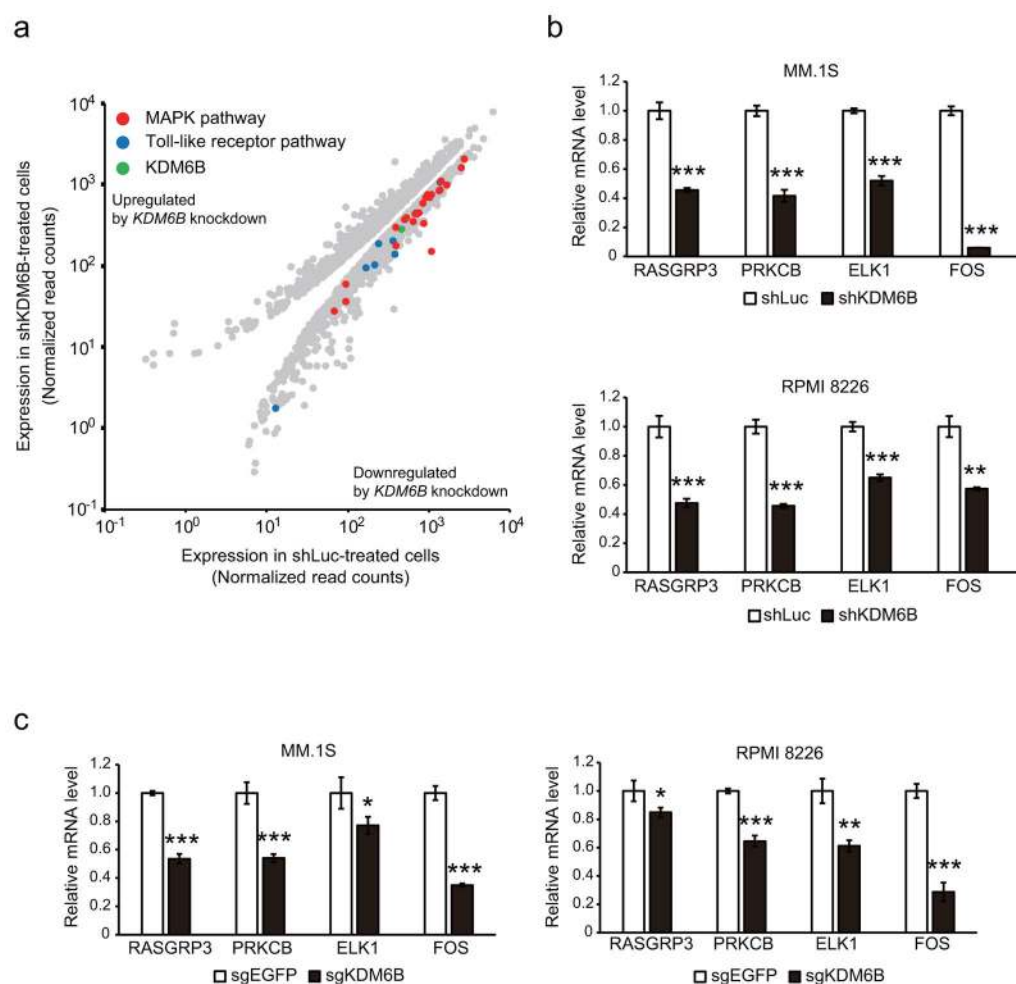 a
10^4
10^3
10^2
10^1
10^0
10^-1
MAPK pathway
Toll-like receptor pathway
KDM6B
Upregulated
by KDM6B knockdown
Downregulated
by KDM6B knockdown
Expression in shKDM6B-treated cells
(Normalized read counts)
10^-1 10^0 10^1 10^2 10^3 10^4
Expression in shLuc-treated cells
(Normalized read counts)
b
MM.1S
Relative mRNA level
1.2
1.0
0.8
0.6
0.4
0.2
0
*** *** *** ***
RASGRP3 PRKCB ELK1 FOS
shLuc shKDM6B
RPMI 8226
Relative mRNA level
1.2
1.0
0.8
0.6
0.4
0.2
0
*** *** *** **
RASGRP3 PRKCB ELK1 FOS
shLuc shKDM6B
c
MM.1S
Relative mRNA level
1.2
1.0
0.8
0.6
0.4
0.2
0
*** *** * ***
RASGRP3 PRKCB ELK1 FOS
sgEGFP sgKDM6B
RPMI 8226
Relative mRNA level
1.2
1.0
0.8
0.6
0.4
0.2
0
* *** ** ***
RASGRP3 PRKCB ELK1 FOS
sgEGFP sgKDM6B